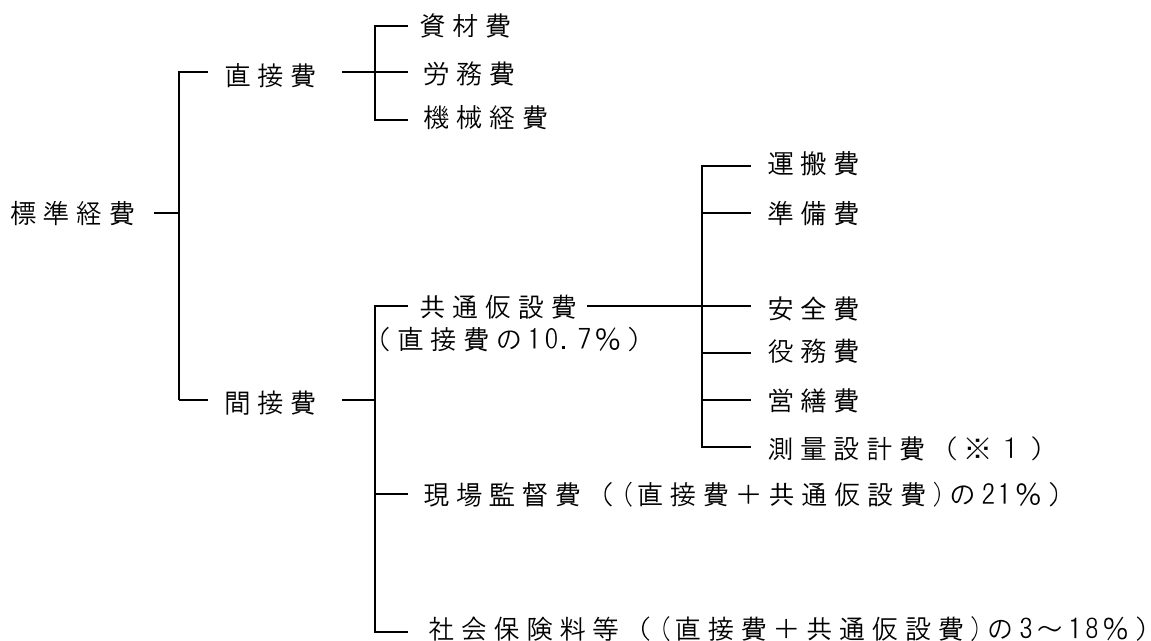 資材費
直接費
労務費
機械経費
運搬費
標準経費
準備費
共通仮設費
安全費
(直接費の10.7%)
役務費
間接費
営繕費
測量設計費(※1)
現場監督費((直接費+共通仮設費)の21%)
社会保険料等((直接費+共通仮設費)の3~18%)